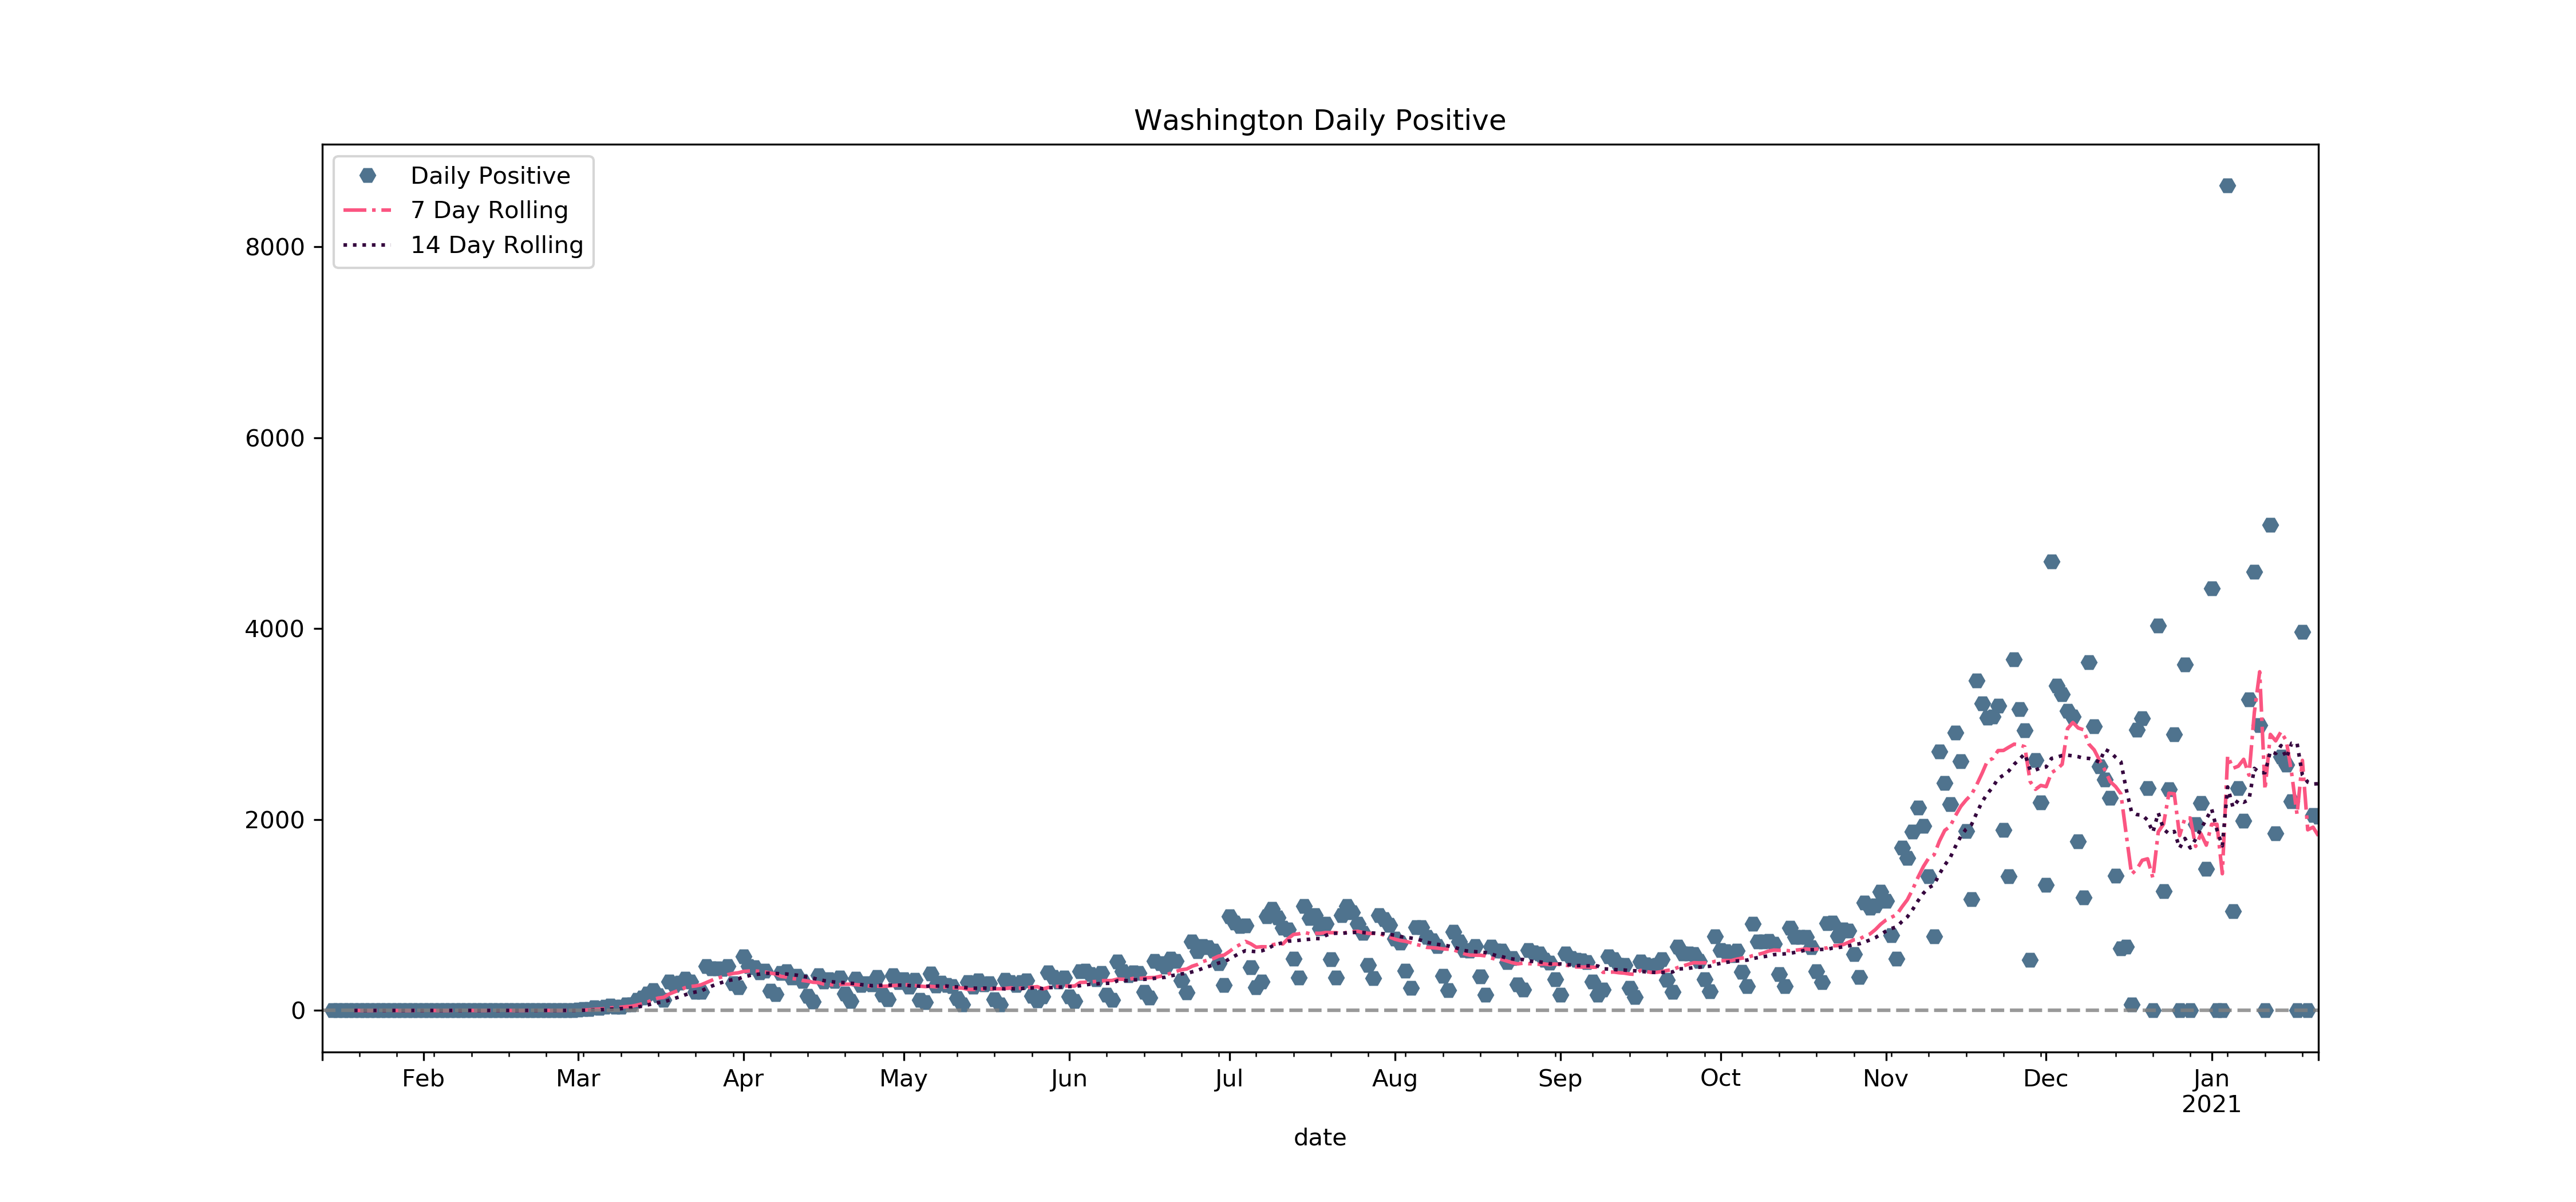 Washington Daily Positive
Daily Positive
7 Day Rolling
14 Day Rolling
8000
6000
4000
2000
0
Feb Mar Apr May Jun Jul Aug Sep Oct Nov Dec Jan
2021
date